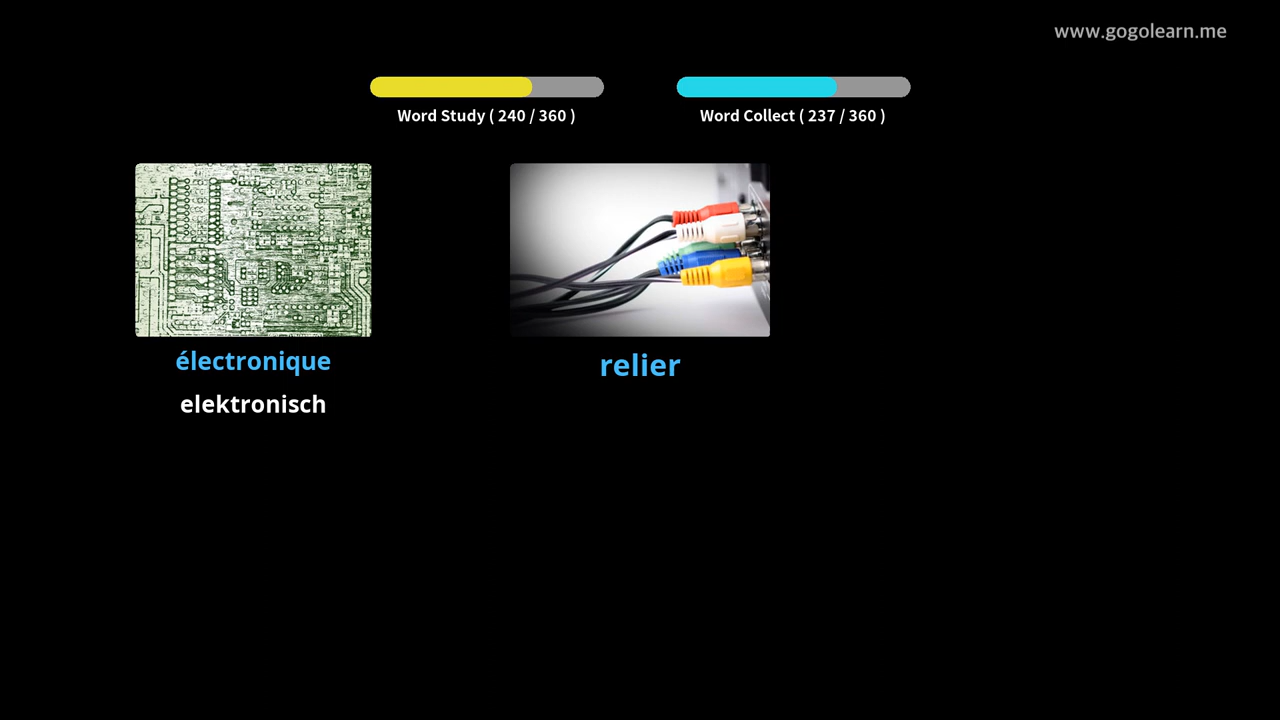 www.gogolearn.me
Word Study ( 240 / 360 )
Word Collect ( 237 / 360 )
électronique
elektronisch
relier